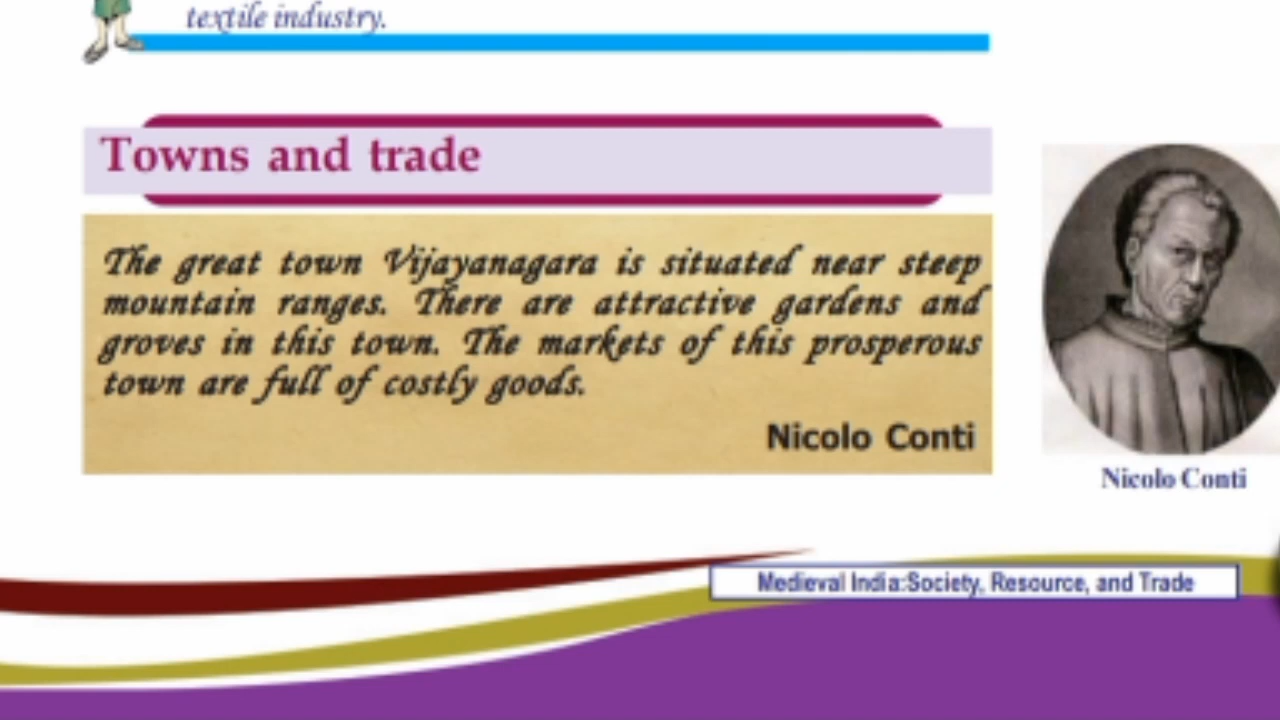 textile industry.
Towns and trade
The great town Vijayanagara is situated near steep
mountain ranges. There are attractive gardens and
groves in this town. The markets of this prosperous
town are full of costly goods.
Nicolo Conti
Nicolo Conti
Medieval India:Society, Resource, and Trade